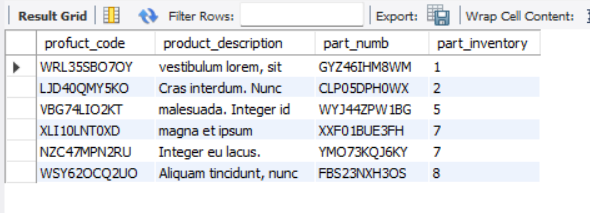 Result Grid Filter Rows: Export: Wrap Cell Content:
profuct_code product_description part_numb part_inventory
WRL35SBO7OY vestibulum lorem, sit GYZ46IHM8WM 1
LJD40QMY5KO Cras interdum. Nunc CLP05DPH0WX 2
VBG74LIO2KT malesuada. Integer id WYJ44ZPW1BG 5
XLI10LNT0XD magna et ipsum XXF01BUE3FH 7
NZC47MPN2RU Integer eu lacus. YMO73KQJ6KY 7
WSY62OCQ2UO Aliquam tincidunt, nunc FBS23NXH3OS 8